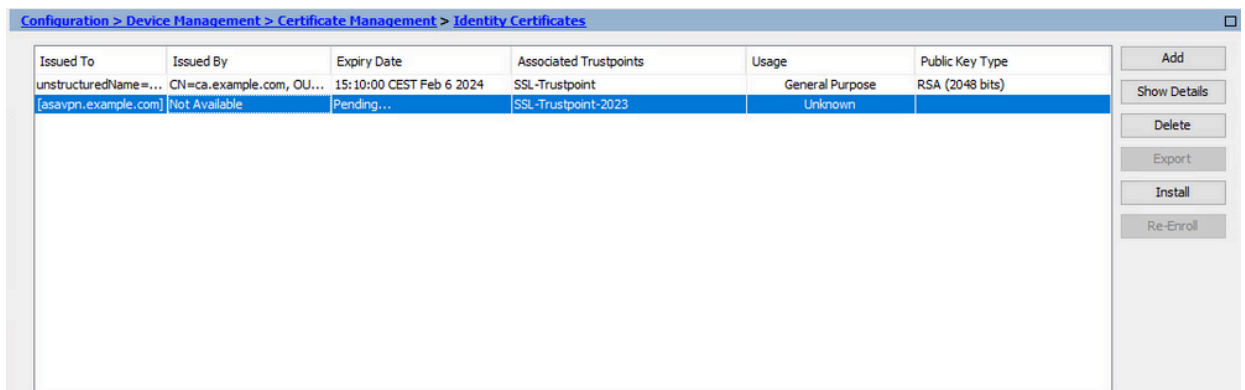 Configuration > Device Management > Certificate Management > Identity Certificates
Issued To Issued By Expiry Date Associated Trustpoints Usage Public Key Type
unstructuredName=... CN=ca.example.com, OU... 15:10:00 CEST Feb 6 2024 SSL-Trustpoint General Purpose RSA (2048 bits)
[asavpn.example.com] Not Available Pending... SSL-Trustpoint-2023 Unknown
Add
Show Details
Delete
Export
Install
Re-Enroll